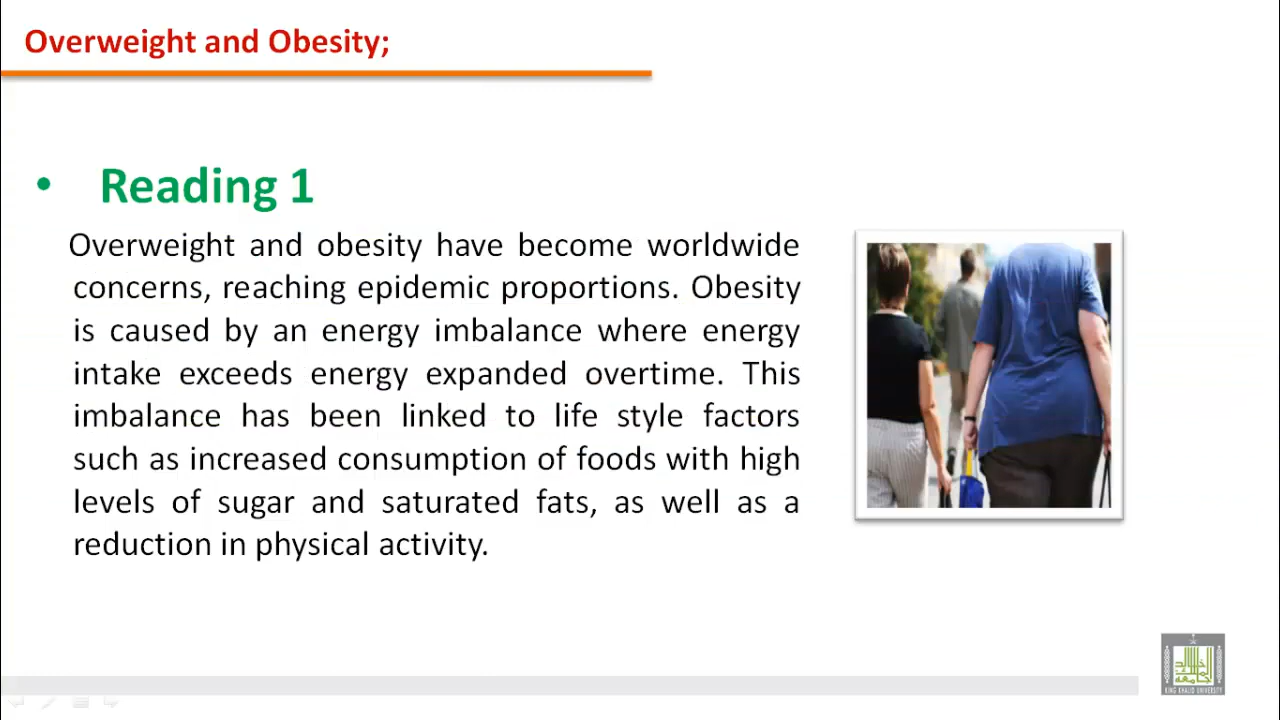 Overweight and Obesity;
• Reading 1
Overweight and obesity have become worldwide
concerns, reaching epidemic proportions. Obesity
is caused by an energy imbalance where energy
intake exceeds energy expanded overtime. This
imbalance has been linked to life style factors
such as increased consumption of foods with high
levels of sugar and saturated fats, as well as a
reduction in physical activity.
KING KHALID UNIVERSITY